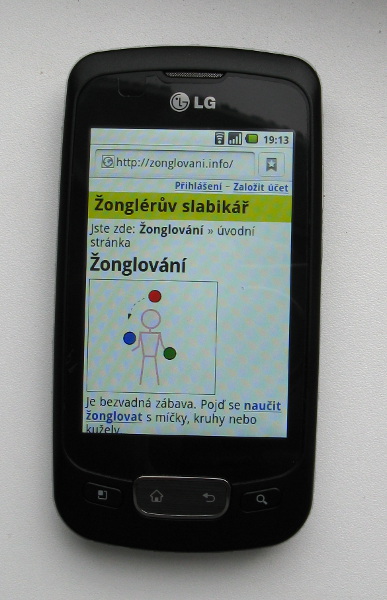 LG
19:13
http://zonglovani.info/
Přihlášení - Založit účet
Žonglérův slabikář
Jste zde: Žonglování » úvodní
stránka
Žonglování
Je bezvadná zábava. Pojď se naučit
žonglovat s míčky, kruhy nebo
kužely.